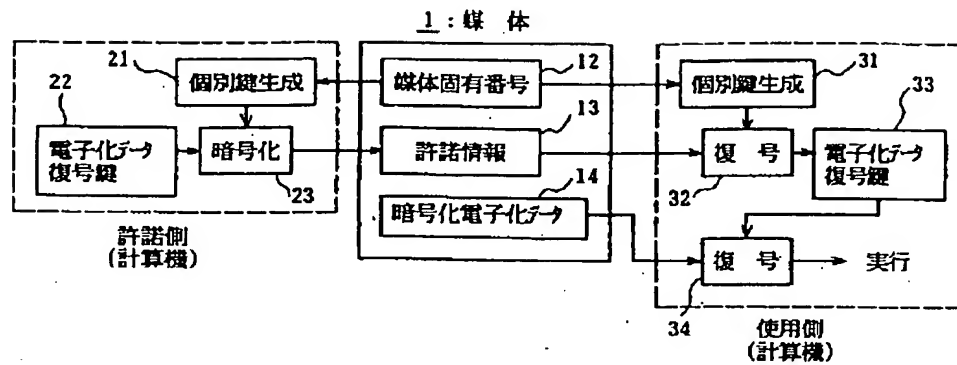 1：媒 体
21
個別鍵生成
22
電子化データ
復号鍵
暗号化
23
許諾側
(計算機)
12
媒体固有番号
13
許諾情報
14
暗号化電子化データ
31
個別鍵生成
33
復 号
32
電子化データ
復号鍵
復 号
34
実行
使用側
(計算機)